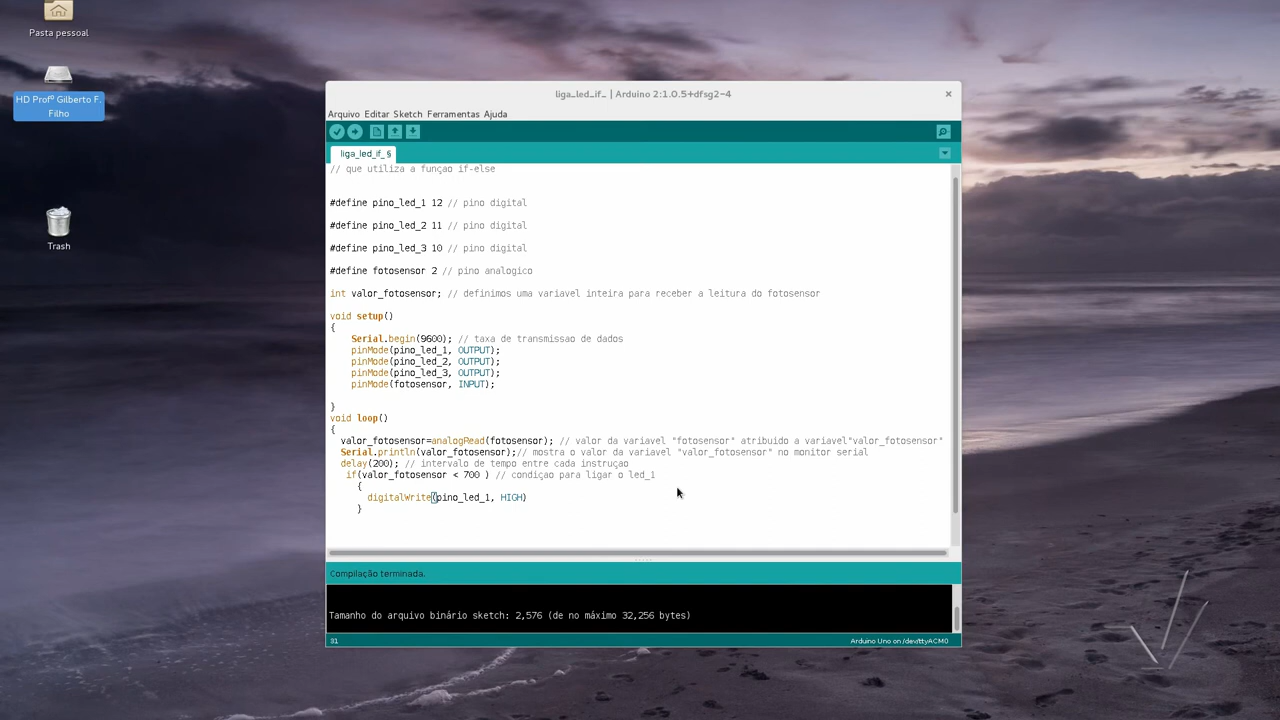 Pasta pessoal
HD Profº Gilberto F.
Filho
Trash
liga_led_if_ | Arduino 2:1.0.5+dfsg2-4
Arquivo Editar Sketch Ferramentas Ajuda
liga_led_if_ §
// que utiliza a funçao if-else
#define pino_led_1 12 // pino digital
#define pino_led_2 11 // pino digital
#define pino_led_3 10 // pino digital
#define fotosensor 2 // pino analogico
int valor_fotosensor; // definimos uma variavel inteira para receber a leitura do fotosensor
void setup()
{
Serial.begin(9600); // taxa de transmissao de dados
pinMode(pino_led_1, OUTPUT);
pinMode(pino_led_2, OUTPUT);
pinMode(pino_led_3, OUTPUT);
pinMode(fotosensor, INPUT);
}
void loop()
{
valor_fotosensor=analogRead(fotosensor); // valor da variavel "fotosensor" atribuido a variavel"valor_fotosensor"
Serial.println(valor_fotosensor);// mostra o valor da variavel "valor_fotosensor" no monitor serial
delay(200); // intervalo de tempo entre cada instruçao
if(valor_fotosensor < 700 ) // condiçao para ligar o led_1
{
digitalWrite(pino_led_1, HIGH)
}
Compilação terminada.
Tamanho do arquivo binário sketch: 2,576 (de no máximo 32,256 bytes)
31
Arduino Uno on /dev/ttyACM0